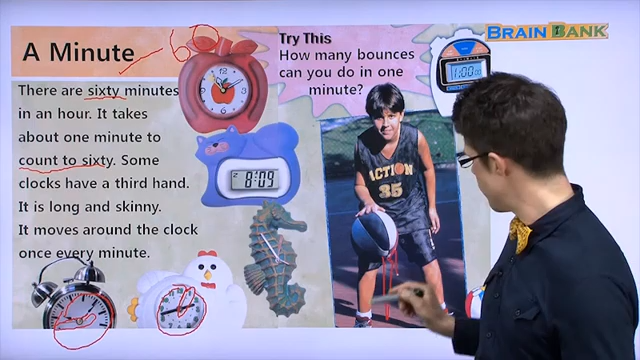 BRAIN BANK
A Minute
60
There are sixty minutes
in an hour. It takes
about one minute to
count to sixty. Some
clocks have a third hand.
It is long and skinny.
It moves around the clock
once every minute.
8:09
Try This
How many bounces
can you do in one
minute?
1:00
ACTION
35